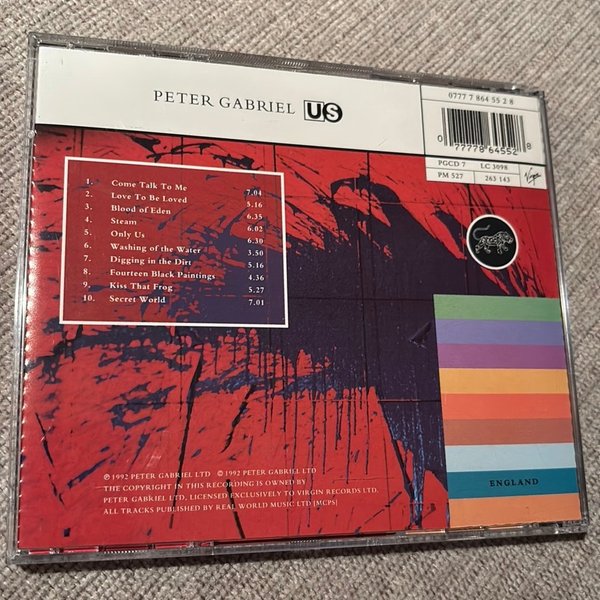 PETER GABRIEL US
0777 7 864 55 2 8
0 77778 64552 8
PGCD 7 LC 3098
PM 527 263 143
Virgin
1. Come Talk To Me 7.04
2. Love To Be Loved 5.16
3. Blood of Eden 6.35
4. Steam 6.02
5. Only Us 6.30
6. Washing of the Water 3.50
7. Digging in the Dirt 5.16
8. Fourteen Black Paintings 4.36
9. Kiss That Frog 5.27
10. Secret World 7.01
ENGLAND
℗ 1992 PETER GABRIEL LTD © 1992 PETER GABRIEL LTD
THE COPYRIGHT IN THIS RECORDING IS OWNED BY
PETER GABRIEL LTD, LICENSED EXCLUSIVELY TO VIRGIN RECORDS LTD.
ALL TRACKS PUBLISHED BY REAL WORLD MUSIC LTD [MCPS]